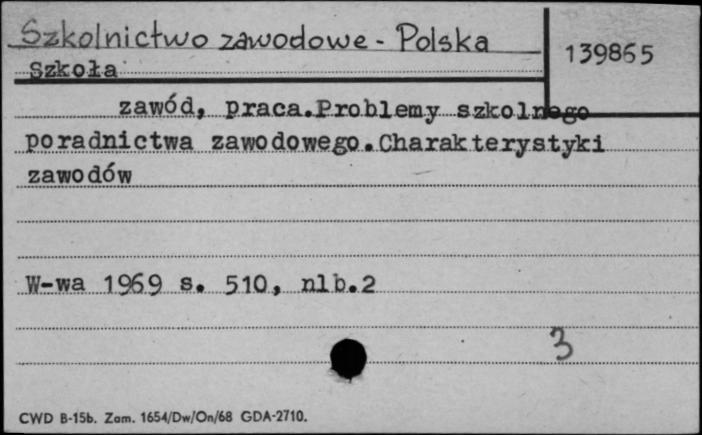 Szkolnictwo zawodowe - Polska
139865
Szkoła
zawód, praca.Problemy szkolnego
poradnictwa zawodowego.Charakterystyki
zawodów
W-wa 1969 s. 510, nlb.2
3
CWD B-15b. Zam. 1654/Dw/On/68 GDA-2710.